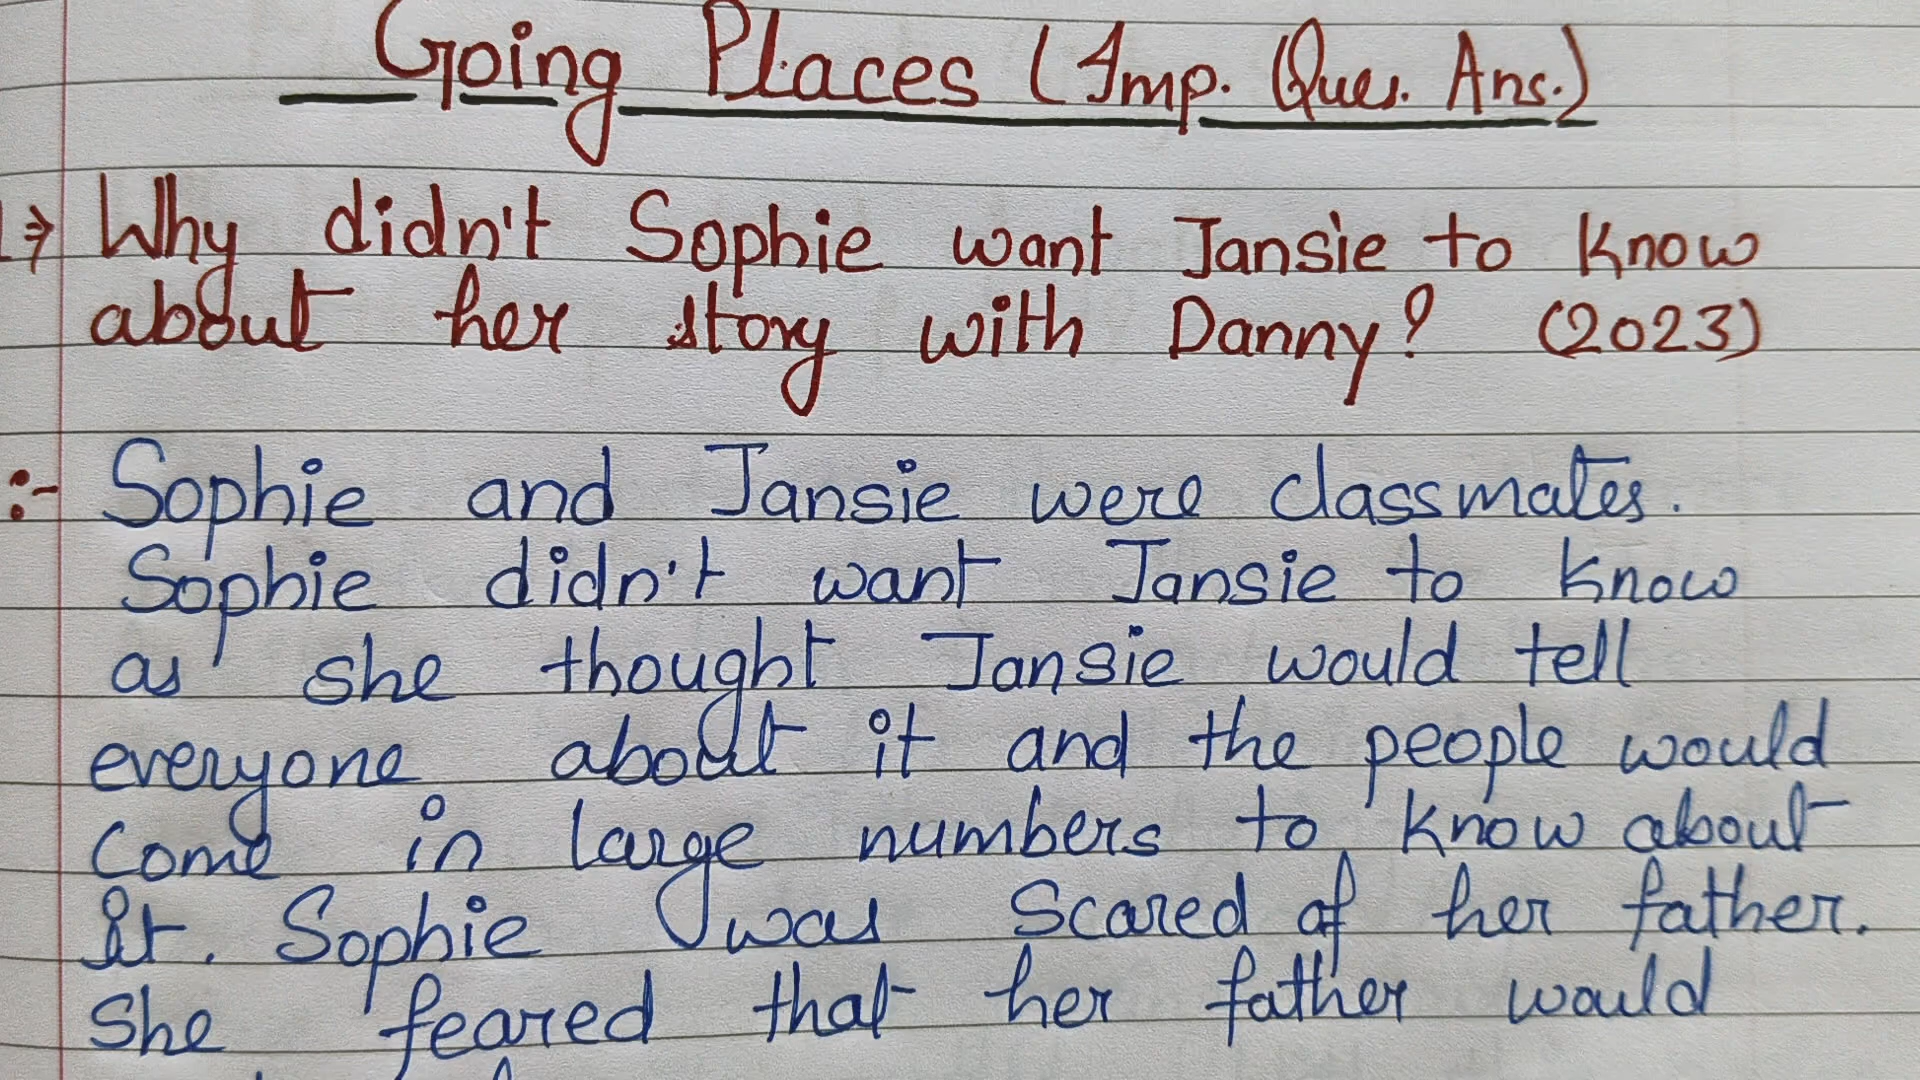 Going Places (Imp. Ques. Ans.)
1⇒ Why didn't Sophie want Jansie to know
about her story with Danny? (2023)
:- Sophie and Jansie were classmates.
Sophie didn't want Jansie to know
as she thought Jansie would tell
everyone about it and the people would
come in large numbers to know about
it. Sophie was scared of her father.
She feared that her father would